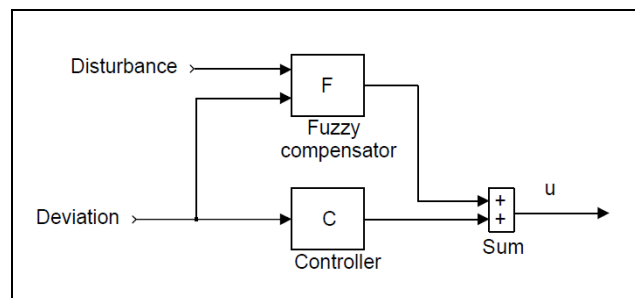 Disturbance
F
Fuzzy
compensator
Deviation
C
Controller
+
+
Sum
u